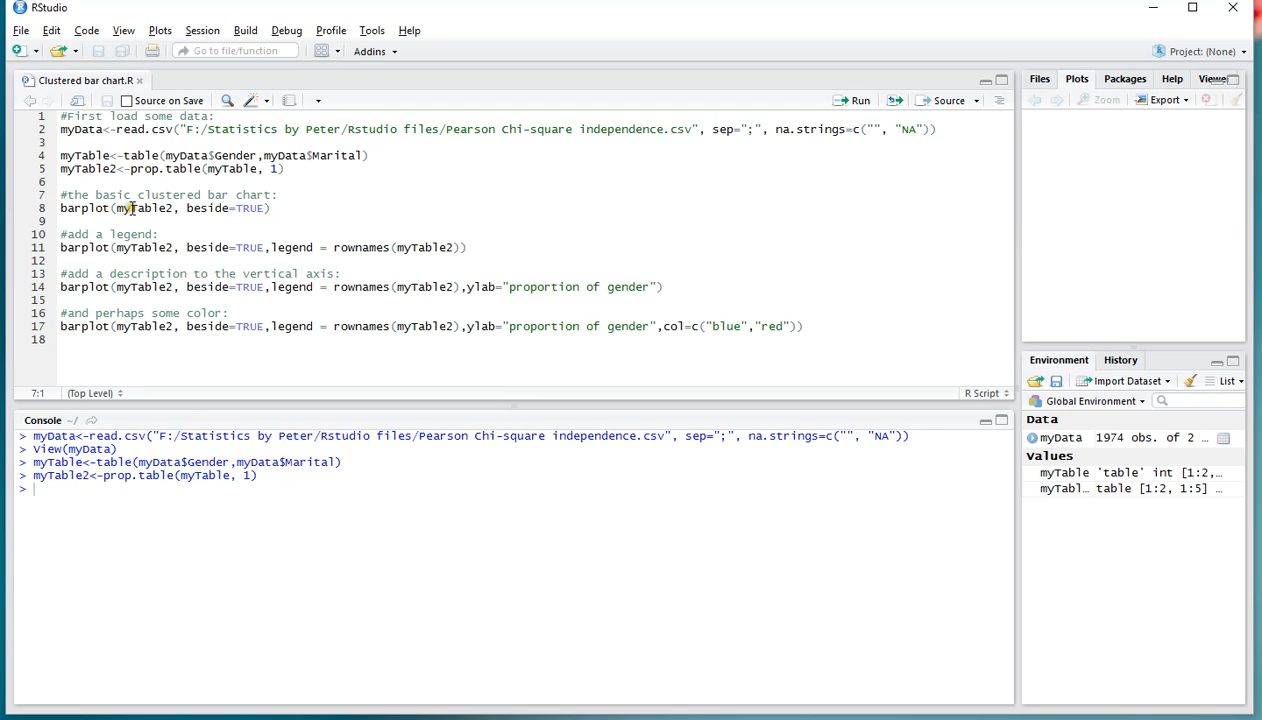 RStudio
File Edit Code View Plots Session Build Debug Profile Tools Help
Go to file/function Addins Project: (None)
Clustered bar chart.R
Source on Save Run Source
1 #First load some data:
2 myData<-read.csv("F:/Statistics by Peter/Rstudio files/Pearson Chi-square independence.csv", sep=";", na.strings=c("", "NA"))
3
4 myTable<-table(myData$Gender,myData$Marital)
5 myTable2<-prop.table(myTable, 1)
6
7 #the basic clustered bar chart:
8 barplot(myTable2, beside=TRUE)
9
10 #add a legend:
11 barplot(myTable2, beside=TRUE,legend = rownames(myTable2))
12
13 #add a description to the vertical axis:
14 barplot(myTable2, beside=TRUE,legend = rownames(myTable2),ylab="proportion of gender")
15
16 #and perhaps some color:
17 barplot(myTable2, beside=TRUE,legend = rownames(myTable2),ylab="proportion of gender",col=c("blue","red"))
18
7:1 (Top Level) R Script
Console ~/
> myData<-read.csv("F:/Statistics by Peter/Rstudio files/Pearson Chi-square independence.csv", sep=";", na.strings=c("", "NA"))
> View(myData)
> myTable<-table(myData$Gender,myData$Marital)
> myTable2<-prop.table(myTable, 1)
>
Files Plots Packages Help Viewe
Zoom Export
Environment History
Import Dataset List
Global Environment
Data
myData 1974 obs. of 2 …
Values
myTable 'table' int [1:2,…
myTabl… table [1:2, 1:5] …